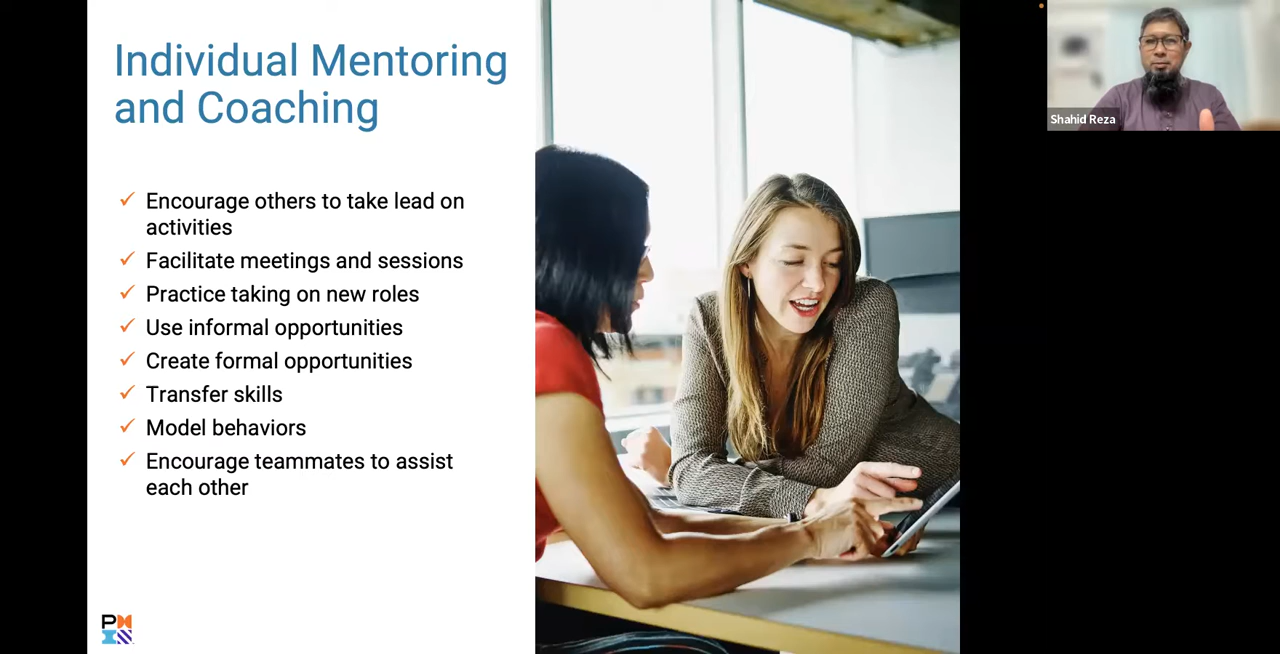 Individual Mentoring
and Coaching
Encourage others to take lead on
activities
Facilitate meetings and sessions
Practice taking on new roles
Use informal opportunities
Create formal opportunities
Transfer skills
Model behaviors
Encourage teammates to assist
each other
Shahid Reza